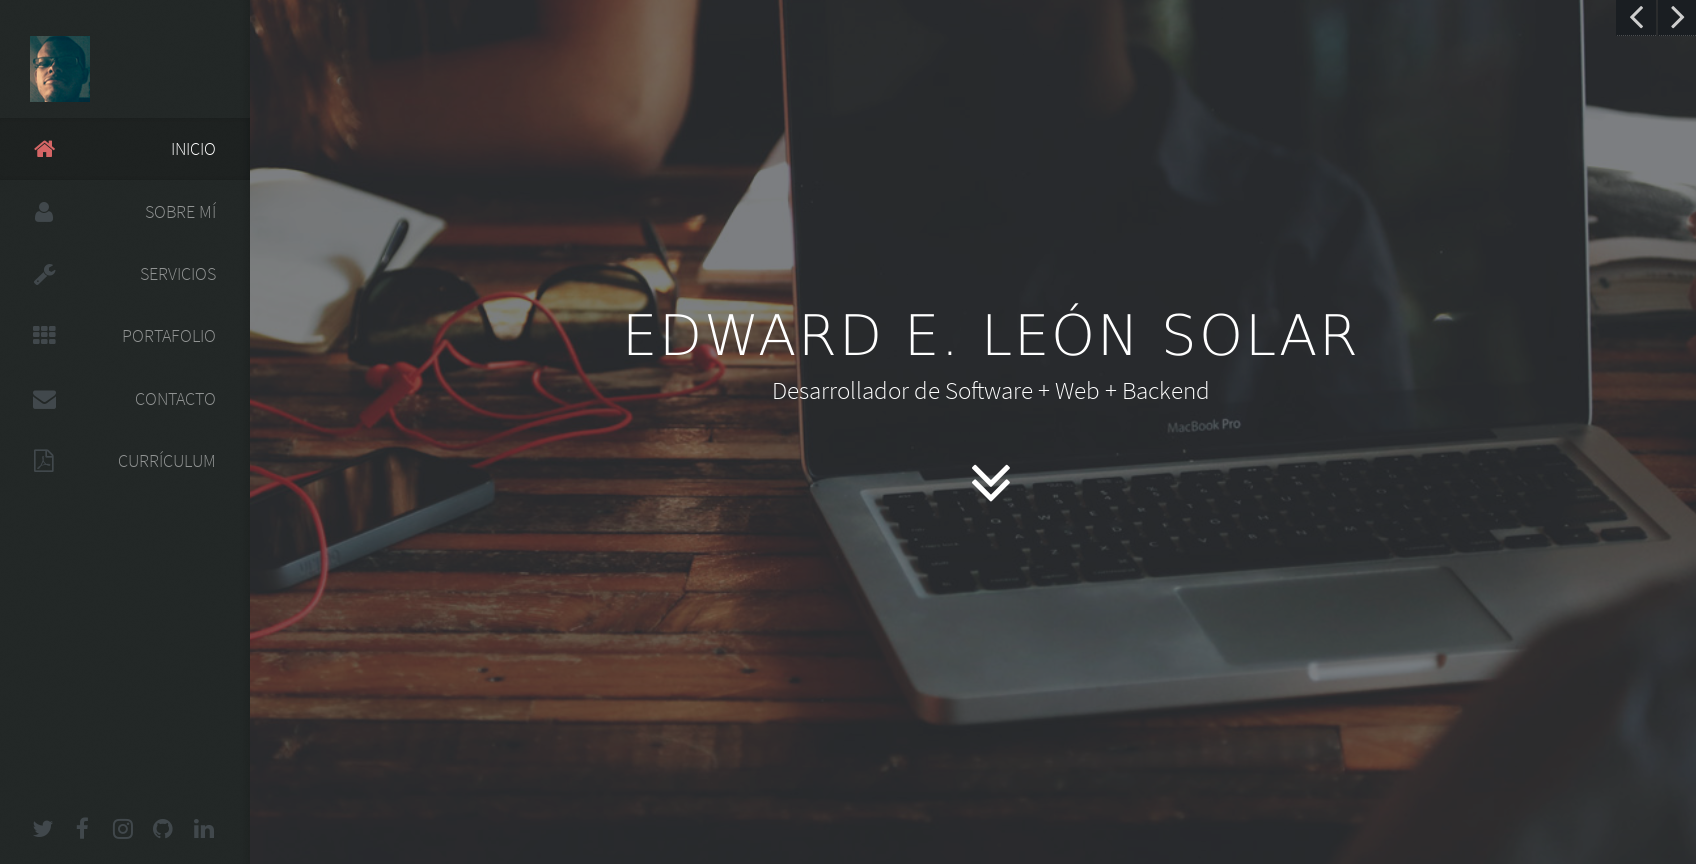 INICIO
SOBRE MÍ
SERVICIOS
PORTAFOLIO
CONTACTO
CURRÍCULUM
EDWARD E. LEÓN SOLAR
Desarrollador de Software + Web + Backend
MacBook Pro